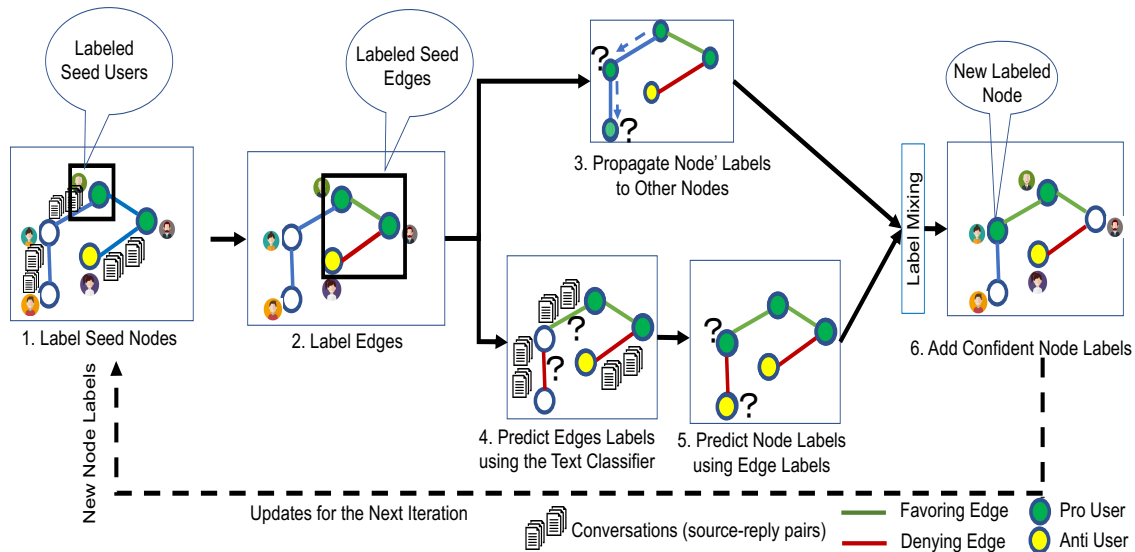 Labeled
Seed Users
Labeled Seed
Edges
?
?
3. Propagate Node' Labels
to Other Nodes
New Labeled
Node
Label Mixing
1. Label Seed Nodes
2. Label Edges
?
?
4. Predict Edges Labels
using the Text Classifier
?
?
5. Predict Node Labels
using Edge Labels
6. Add Confident Node Labels
New Node Labels
Updates for the Next Iteration
Conversations (source-reply pairs)
Favoring Edge
Denying Edge
Pro User
Anti User